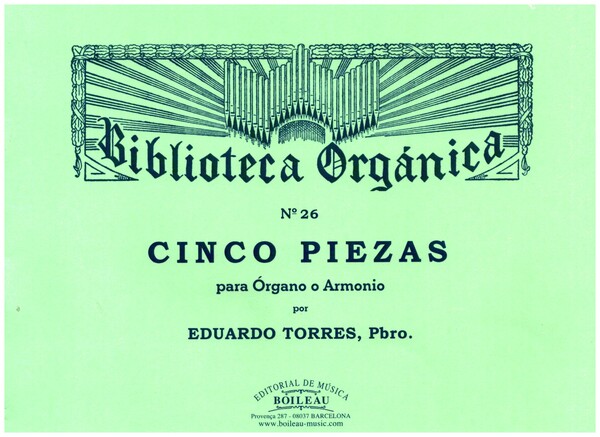 Biblioteca Orgánica
Nº 26
CINCO PIEZAS
para Órgano o Armonio
por
EDUARDO TORRES, Pbro.
EDITORIAL DE MÚSICA
BOILEAU
Provença 287 - 08037 BARCELONA
www.boileau-music.com